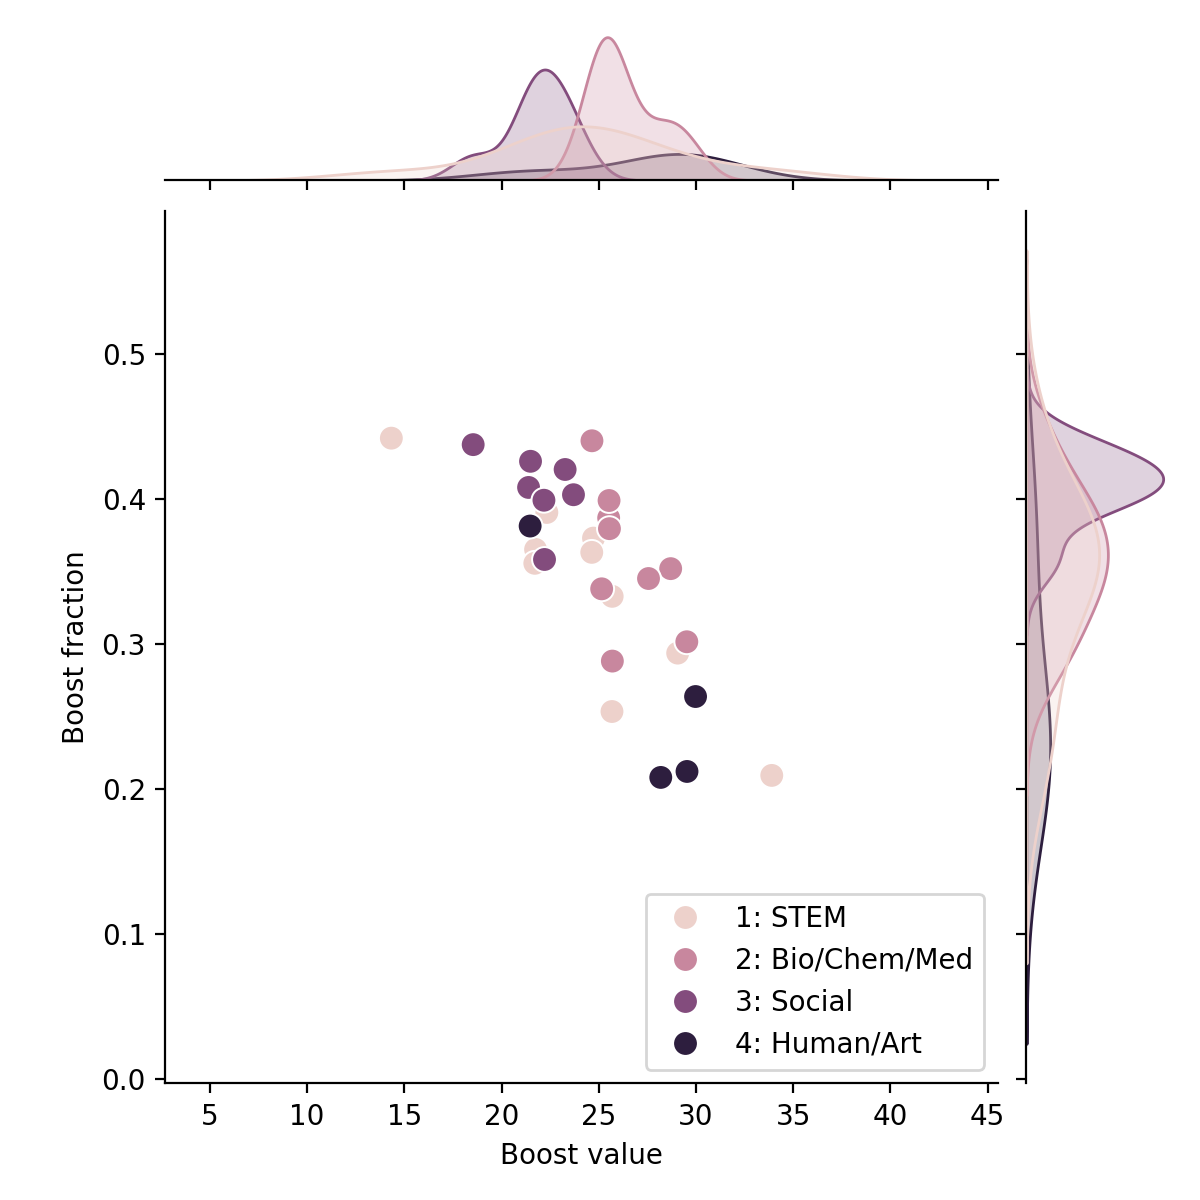 0.5
0.4
0.3
0.2
0.1
0.0
Boost fraction
1: STEM
2: Bio/Chem/Med
3: Social
4: Human/Art
5 10 15 20 25 30 35 40 45
Boost value